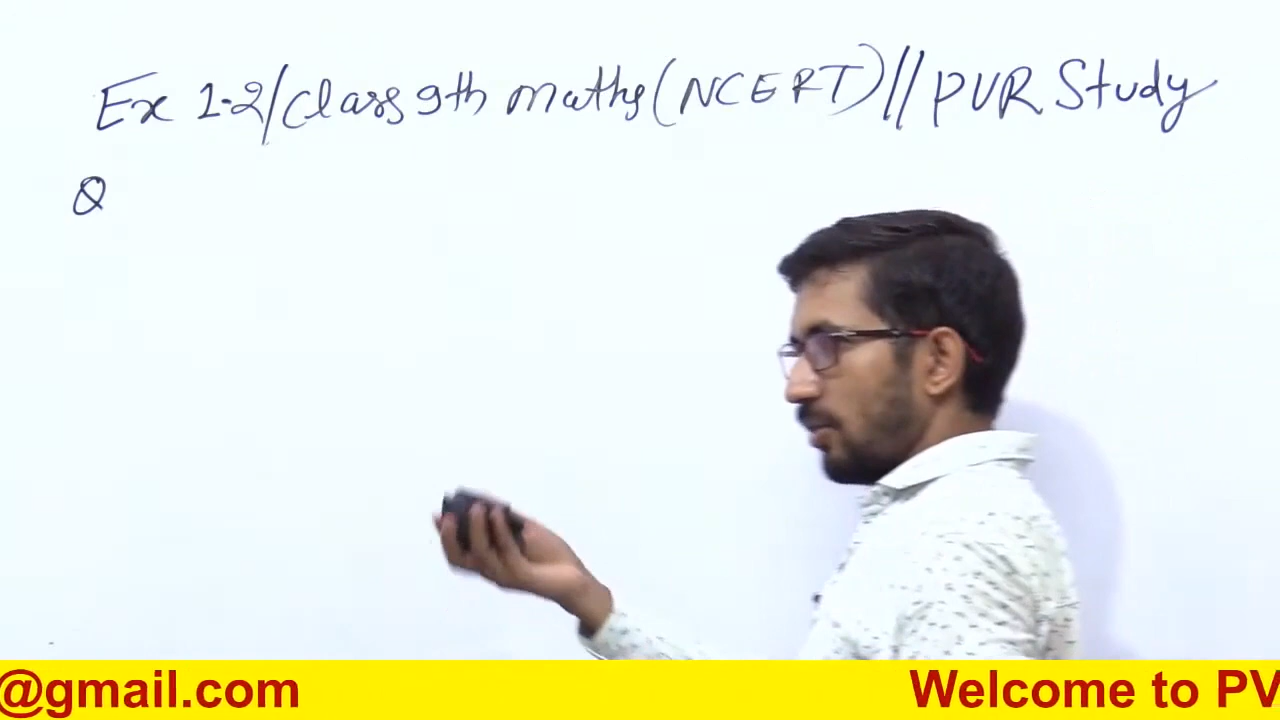 Ex 1.2/Class 9th maths (NCERT)//PVR Study
Q
@gmail.com Welcome to PV